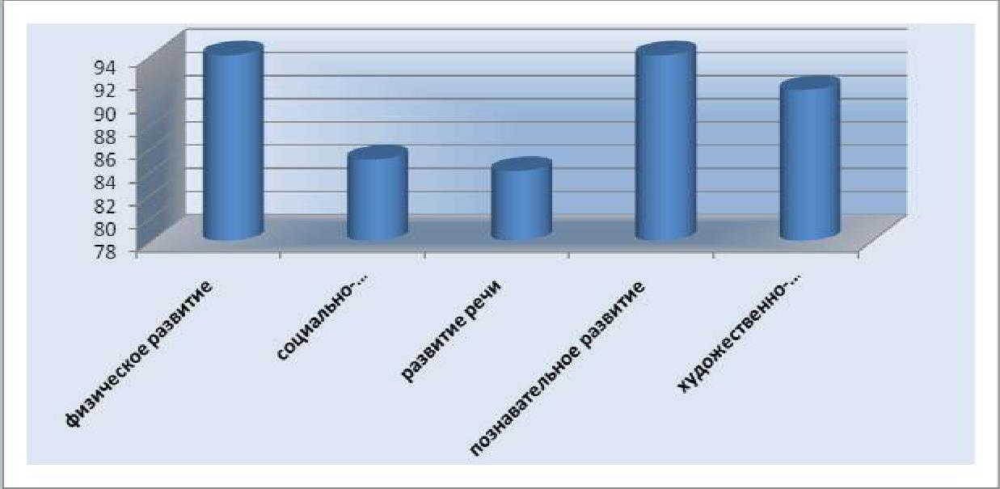 94
92
90
88
86
84
82
80
78
физическое развитие
социально-...
развитие речи
познавательное развитие
художественно-...